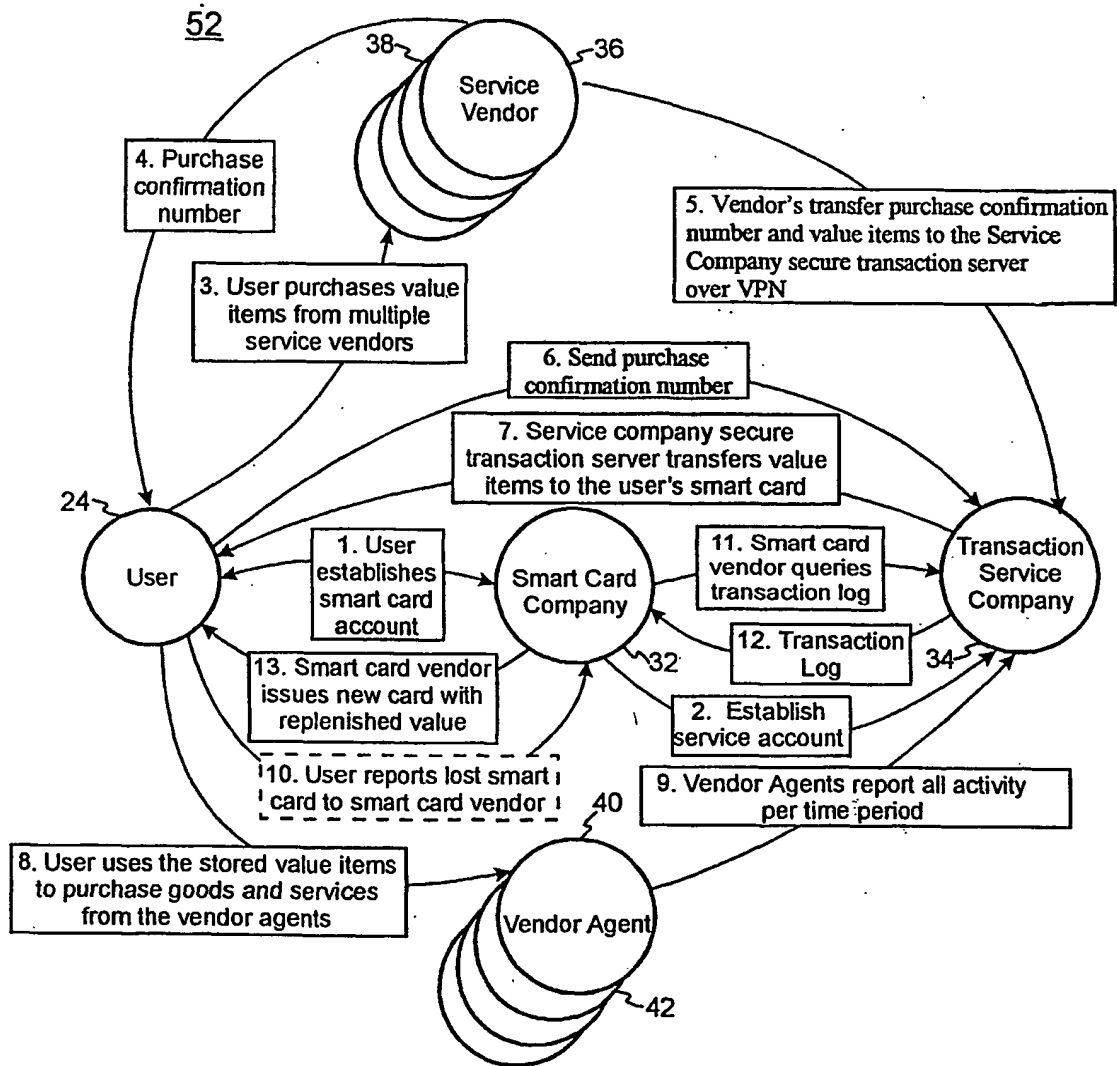 52
38
36
Service
Vendor
4. Purchase
confirmation
number
5. Vendor's transfer purchase confirmation
number and value items to the Service
Company secure transaction server
over VPN
3. User purchases value
items from multiple
service vendors
6. Send purchase
confirmation number
7. Service company secure
transaction server transfers value
items to the user's smart card
24
User
1. User
establishes
smart card
account
Smart Card
Company
11. Smart card
vendor queries
transaction log
Transaction
Service
Company
12. Transaction
Log
32
34
13. Smart card vendor
issues new card with
replenished value
2. Establish
service account
10. User reports lost smart
card to smart card vendor
9. Vendor Agents report all activity
per time period
40
8. User uses the stored value items
to purchase goods and services
from the vendor agents
Vendor Agent
42